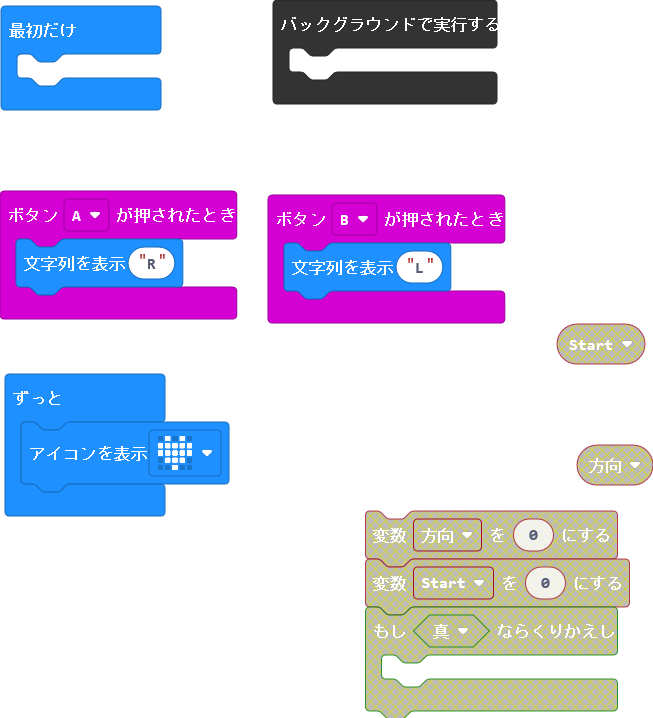 最初だけ
バックグラウンドで実行する
ボタン A が押されたとき
文字列を表示 "R"
ボタン B が押されたとき
文字列を表示 "L"
Start
ずっと
アイコンを表示
方向
変数 方向 を 0 にする
変数 Start を 0 にする
もし 真 ならくりかえし